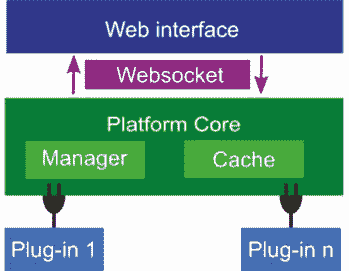 Web interface
Websocket
Platform Core
Manager
Cache
Plug-in 1
Plug-in n